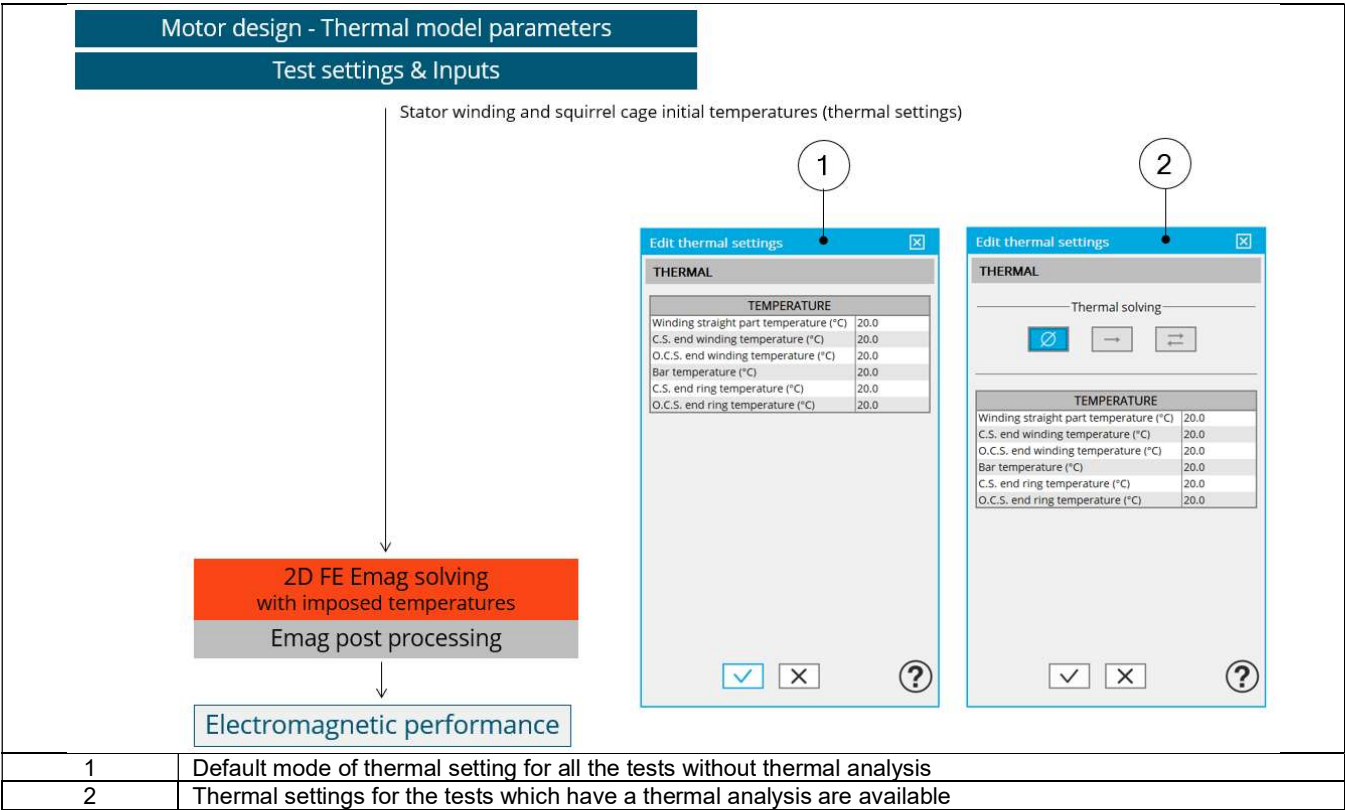 Motor design - Thermal model parameters
Test settings & Inputs
Stator winding and squirrel cage initial temperatures (thermal settings)
1
2
Edit thermal settings
THERMAL
TEMPERATURE
Winding straight part temperature (°C) 20.0
C.S. end winding temperature (°C) 20.0
O.C.S. end winding temperature (°C) 20.0
Bar temperature (°C) 20.0
C.S. end ring temperature (°C) 20.0
O.C.S. end ring temperature (°C) 20.0
?
Edit thermal settings
THERMAL
Thermal solving
TEMPERATURE
Winding straight part temperature (°C) 20.0
C.S. end winding temperature (°C) 20.0
O.C.S. end winding temperature (°C) 20.0
Bar temperature (°C) 20.0
C.S. end ring temperature (°C) 20.0
O.C.S. end ring temperature (°C) 20.0
?
2D FE Emag solving
with imposed temperatures
Emag post processing
Electromagnetic performance
1 Default mode of thermal setting for all the tests without thermal analysis
2 Thermal settings for the tests which have a thermal analysis are available